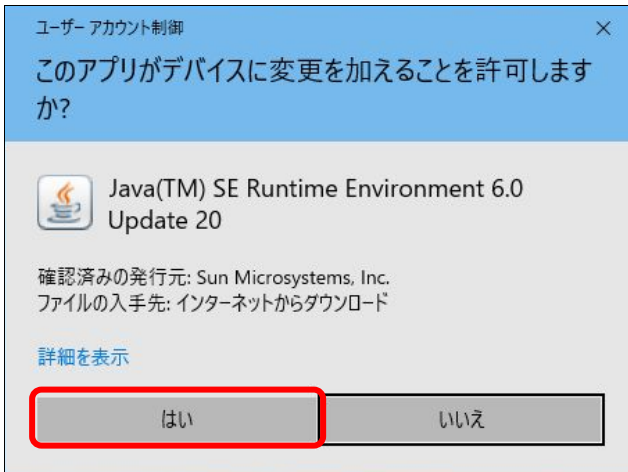 ユーザー アカウント制御
このアプリがデバイスに変更を加えることを許可します
か?
Java(TM) SE Runtime Environment 6.0
Update 20
確認済みの発行元: Sun Microsystems, Inc.
ファイルの入手先: インターネットからダウンロード
詳細を表示
はい
いいえ